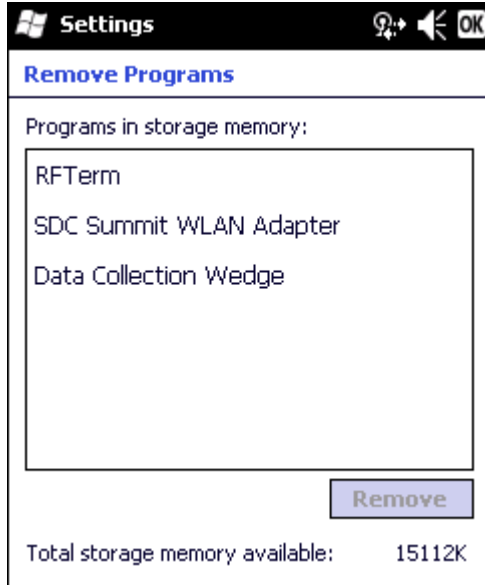 Settings
OK
Remove Programs
Programs in storage memory:
RFTerm
SDC Summit WLAN Adapter
Data Collection Wedge
Remove
Total storage memory available: 15112K